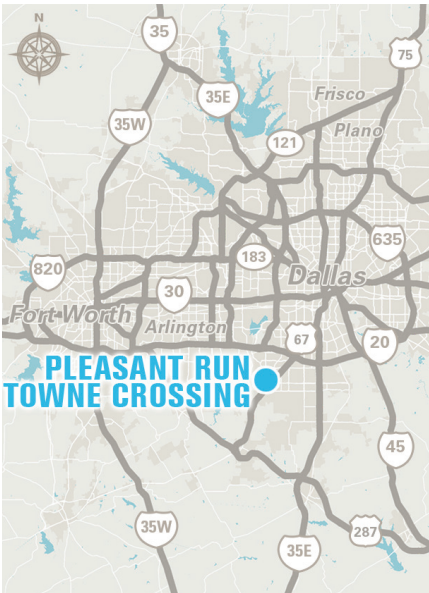 N
35
75
35E
Frisco
35W
Plano
121
635
183
820
Dallas
30
Fort Worth
Arlington
67
20
PLEASANT RUN
TOWNE CROSSING
45
35W
287
35E